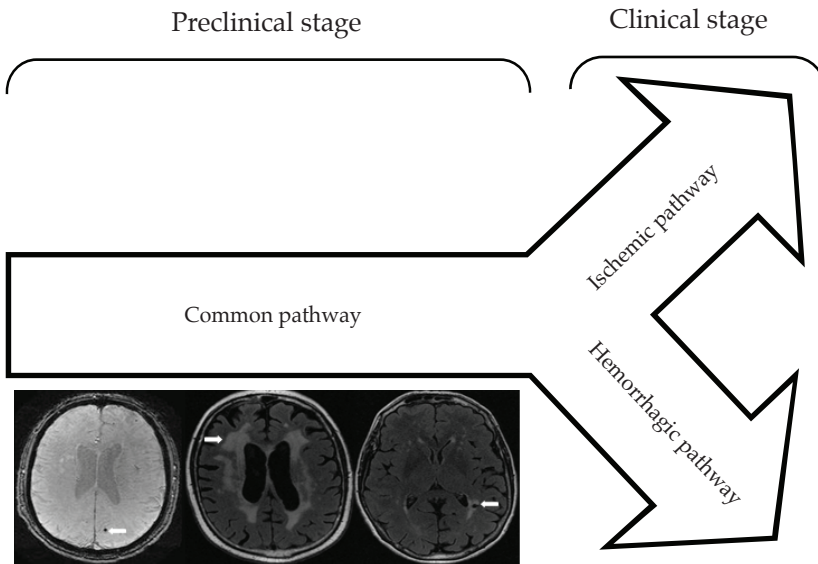 Preclinical stage
Clinical stage
Common pathway
Ischemic pathway
Hemorrhagic pathway